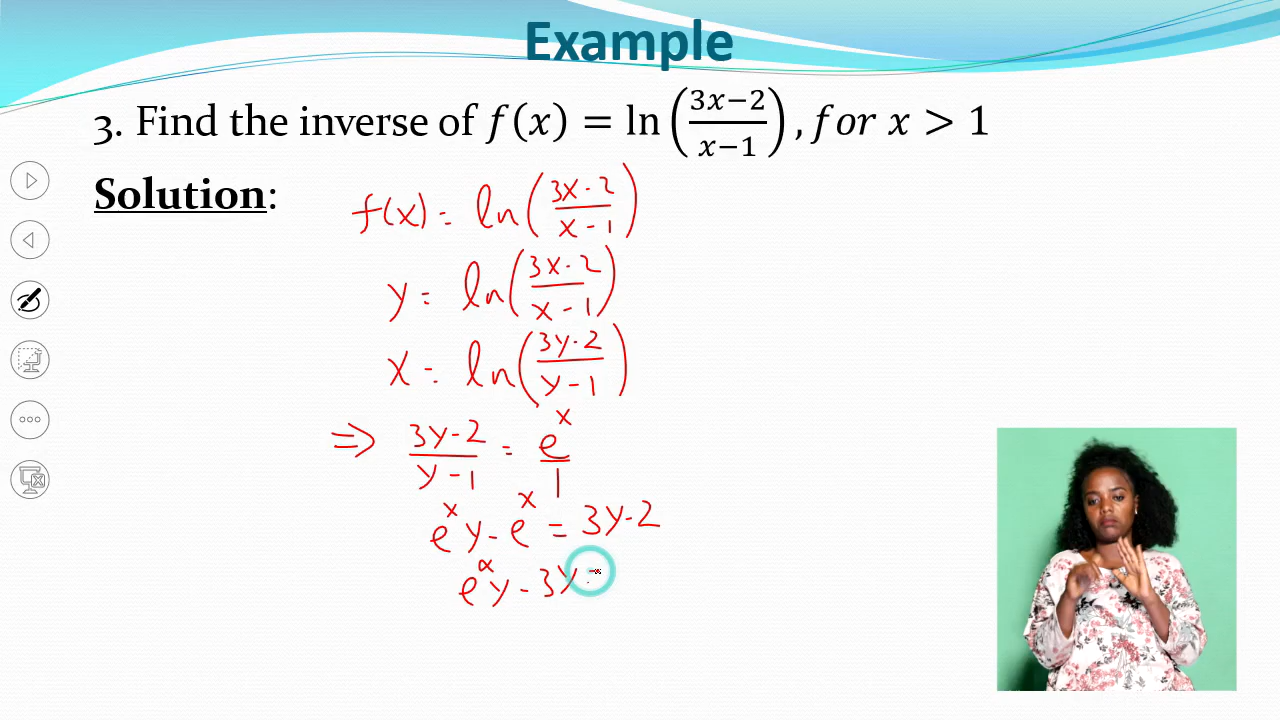 Example
3. Find the inverse of f(x) = ln((3x−2)/(x−1)), for x > 1
Solution:
f(x) = ln((3x-2)/(x-1))
y = ln((3x-2)/(x-1))
x = ln((3y-2)/(y-1))
⇒ (3y-2)/(y-1) = e^x/1
e^x y - e^x = 3y-2
e^x y - 3y =